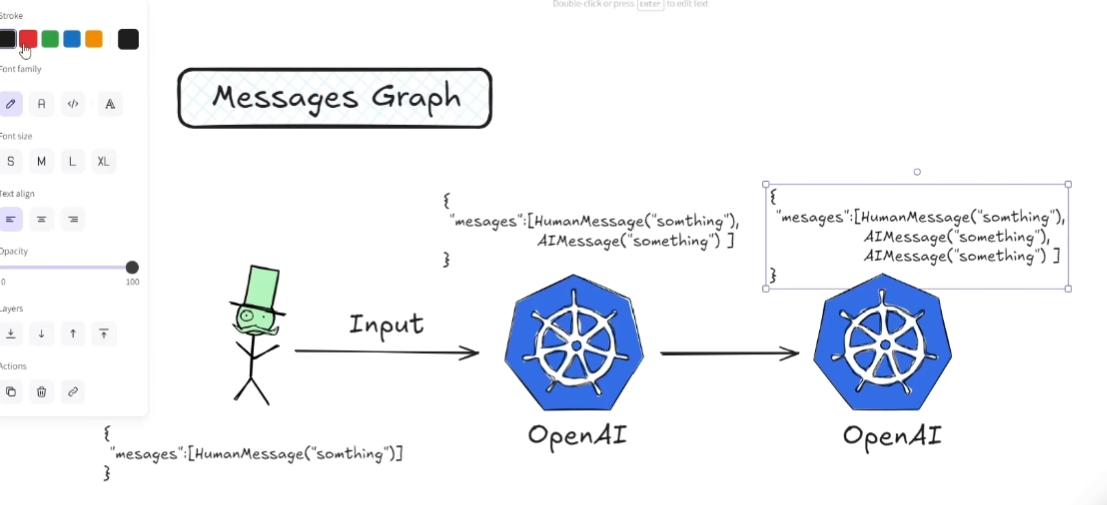 Double-click or press Enter to edit text
Stroke
Font family
A
</>
A
Font size
S
M
L
XL
Text align
Opacity
0
100
Layers
Actions
Messages Graph
{
"mesages":[HumanMessage("somthing"),
AIMessage("something") ]
}
{
"mesages":[HumanMessage("somthing"),
AIMessage("something"),
AIMessage("something") ]
}
Input
OpenAI
OpenAI
{
"mesages":[HumanMessage("somthing")]
}